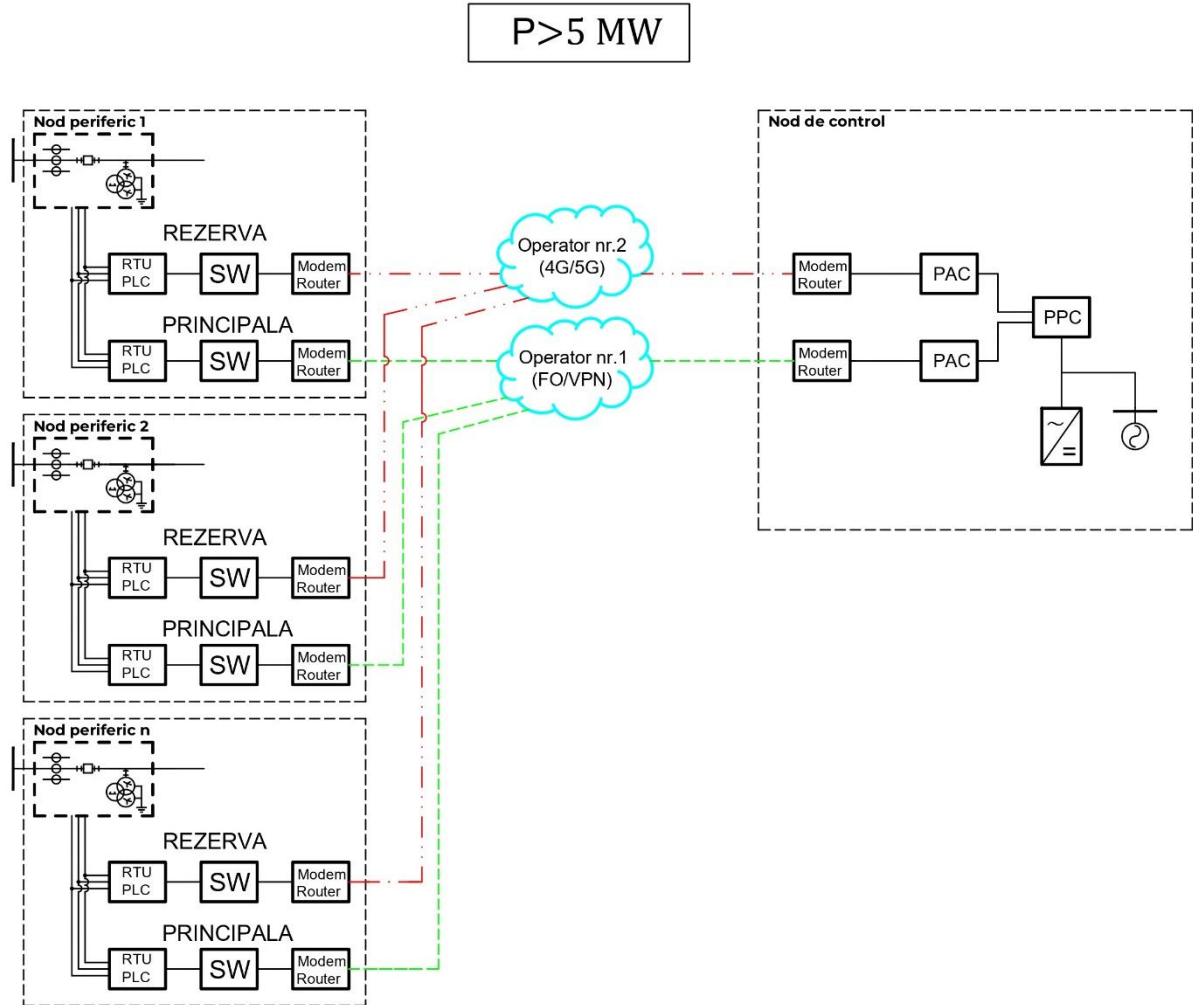 P>5 MW
Nod periferic 1
REZERVA
RTU
PLC
SW
Modem
Router
PRINCIPALA
RTU
PLC
SW
Modem
Router
Nod periferic 2
REZERVA
RTU
PLC
SW
Modem
Router
PRINCIPALA
RTU
PLC
SW
Modem
Router
Nod periferic n
REZERVA
RTU
PLC
SW
Modem
Router
PRINCIPALA
RTU
PLC
SW
Modem
Router
Operator nr.2
(4G/5G)
Operator nr.1
(FO/VPN)
Nod de control
Modem
Router
PAC
Modem
Router
PAC
PPC